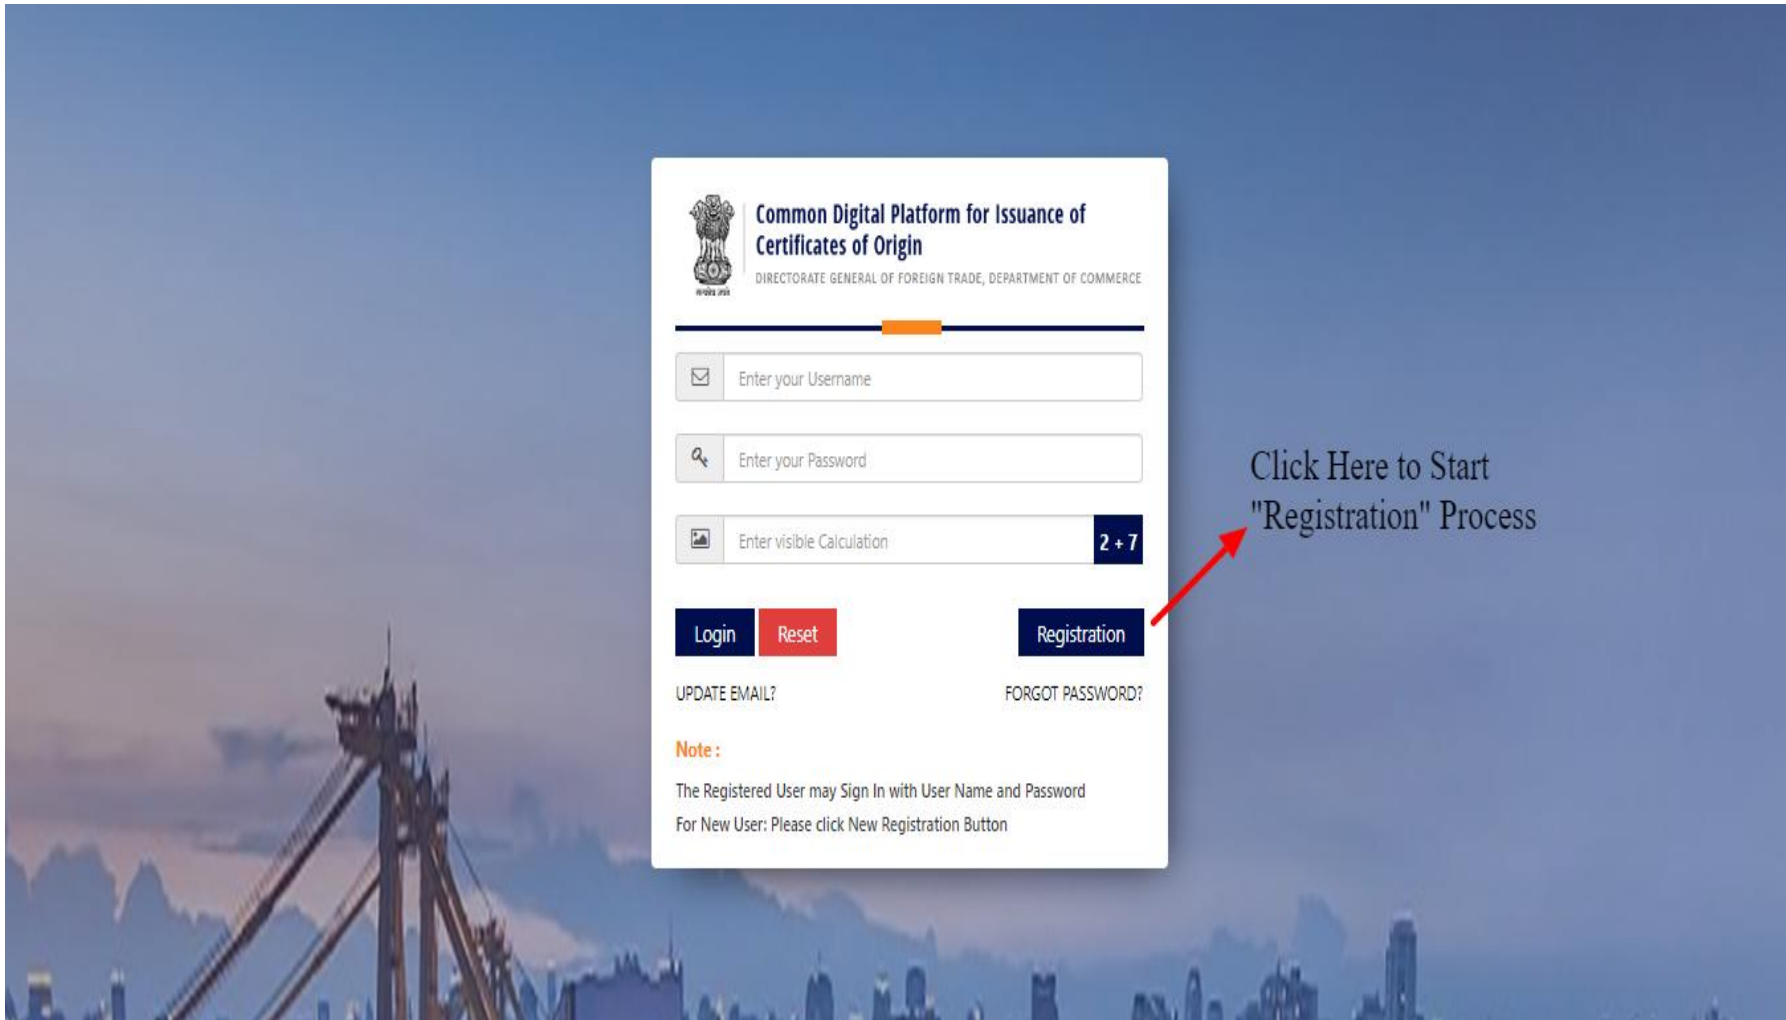 Common Digital Platform for Issuance of
Certificates of Origin
DIRECTORATE GENERAL OF FOREIGN TRADE, DEPARTMENT OF COMMERCE
Enter your Username
Enter your Password
Enter visible Calculation
2 + 7
Click Here to Start
"Registration" Process
Login
Reset
Registration
UPDATE EMAIL?
FORGOT PASSWORD?
Note :
The Registered User may Sign In with User Name and Password
For New User: Please click New Registration Button